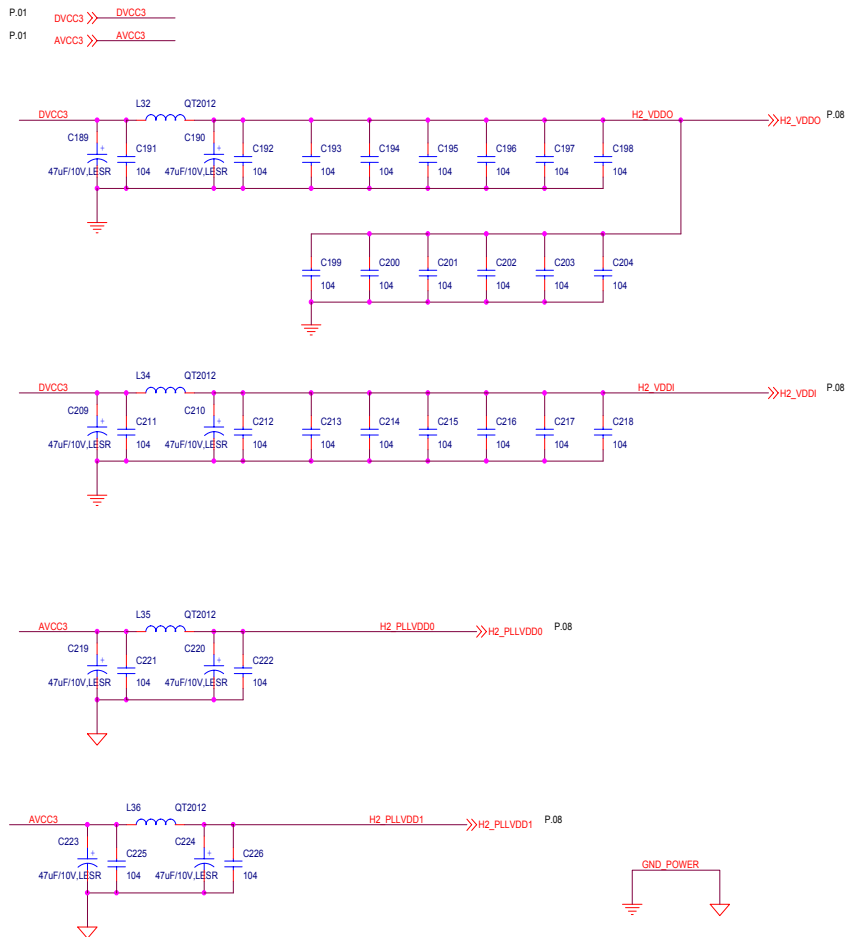 P.01 DVCC3 DVCC3
P.01 AVCC3 AVCC3
L32 QT2012
DVCC3 H2_VDDO H2_VDDO P.08
C189 C190
C191 C192 C193 C194 C195 C196 C197 C198
47uF/10V,LESR 104 47uF/10V,LESR 104 104 104 104 104 104 104
C199 C200 C201 C202 C203 C204
104 104 104 104 104 104
L34 QT2012
DVCC3 H2_VDDI H2_VDDI P.08
C209 C210
C211 C212 C213 C214 C215 C216 C217 C218
47uF/10V,LESR 104 47uF/10V,LESR 104 104 104 104 104 104 104
L35 QT2012
AVCC3 H2_PLLVDD0 H2_PLLVDD0 P.08
C219 C220
C221 C222
47uF/10V,LESR 104 47uF/10V,LESR 104
L36 QT2012
AVCC3 H2_PLLVDD1 H2_PLLVDD1 P.08
C223 C224
C225 C226
47uF/10V,LESR 104 47uF/10V,LESR 104
GND_POWER